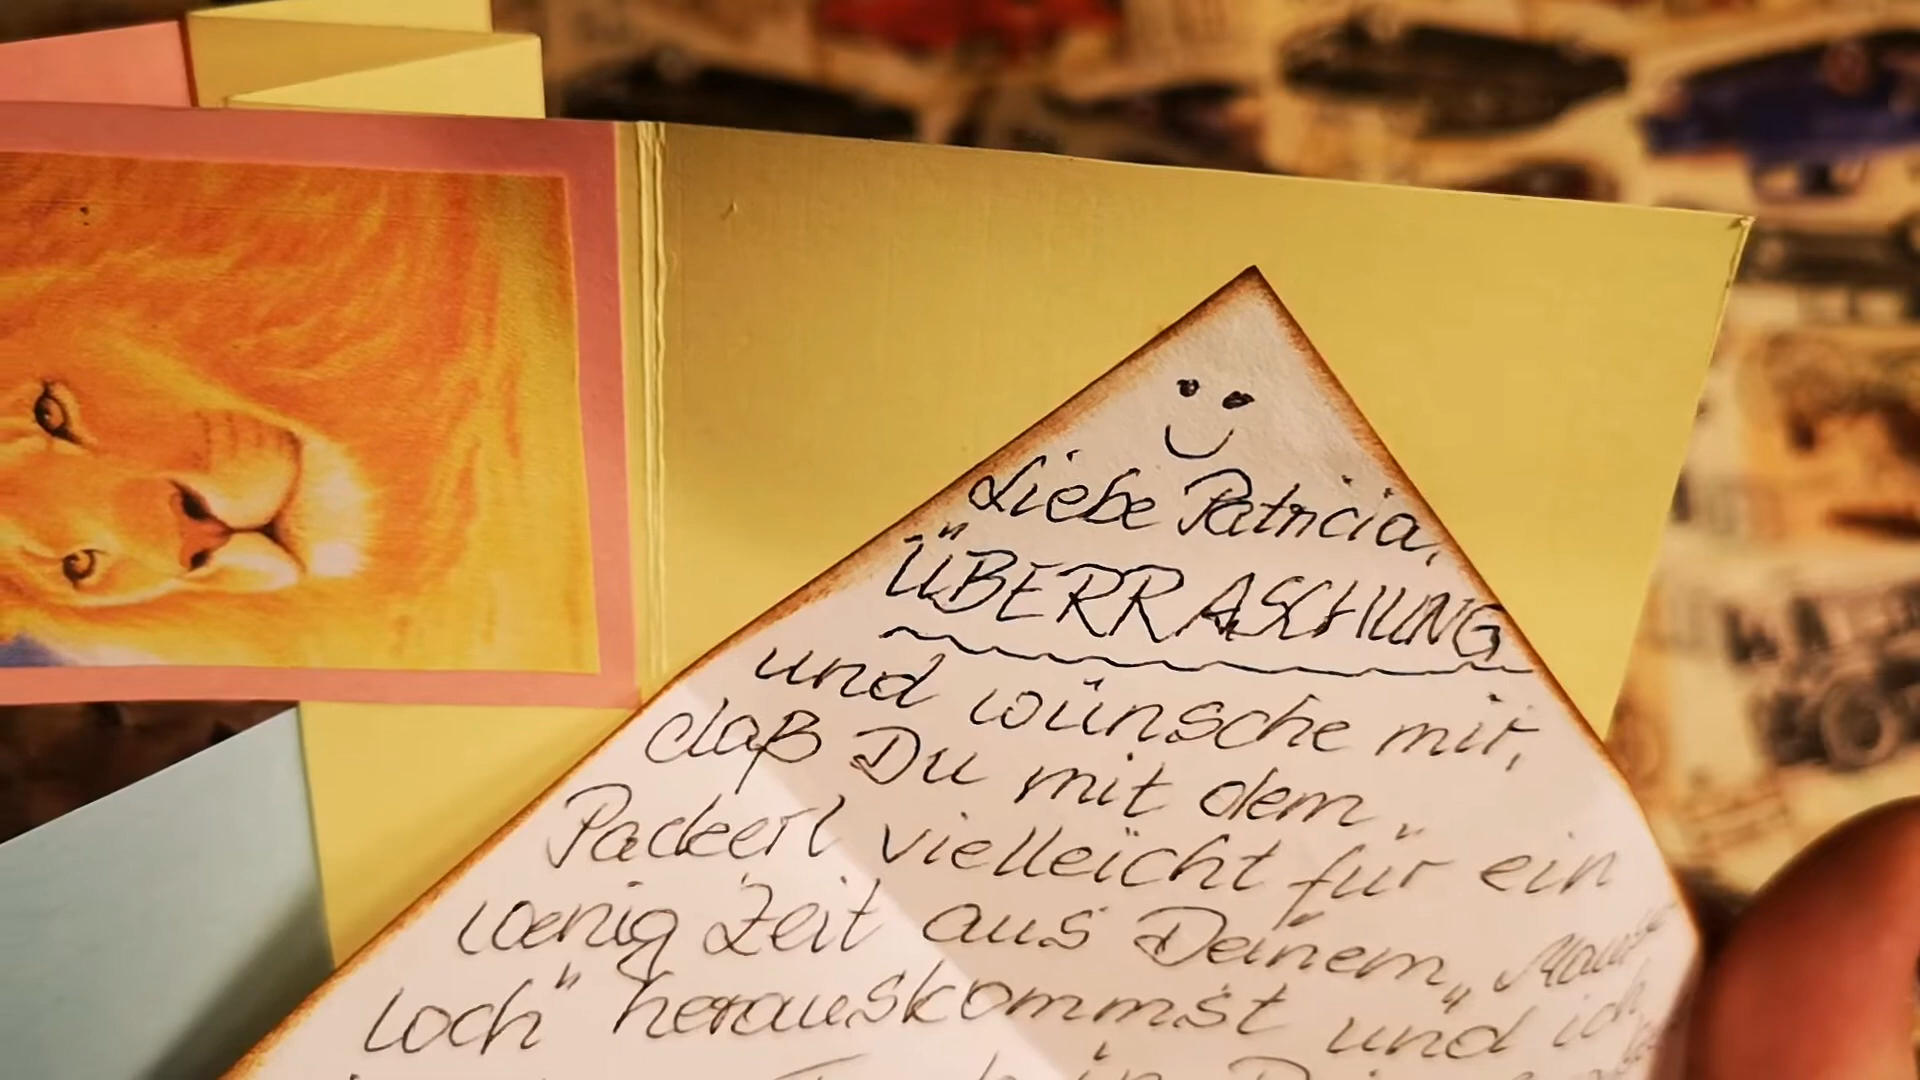 Liebe Patricia,
ÜBERRASCHUNG
und wünsche mir,
daß Du mit dem
Packerl vielleicht für ein
wenig Zeit aus Deinem „Mause
loch“ herauskommst und ich